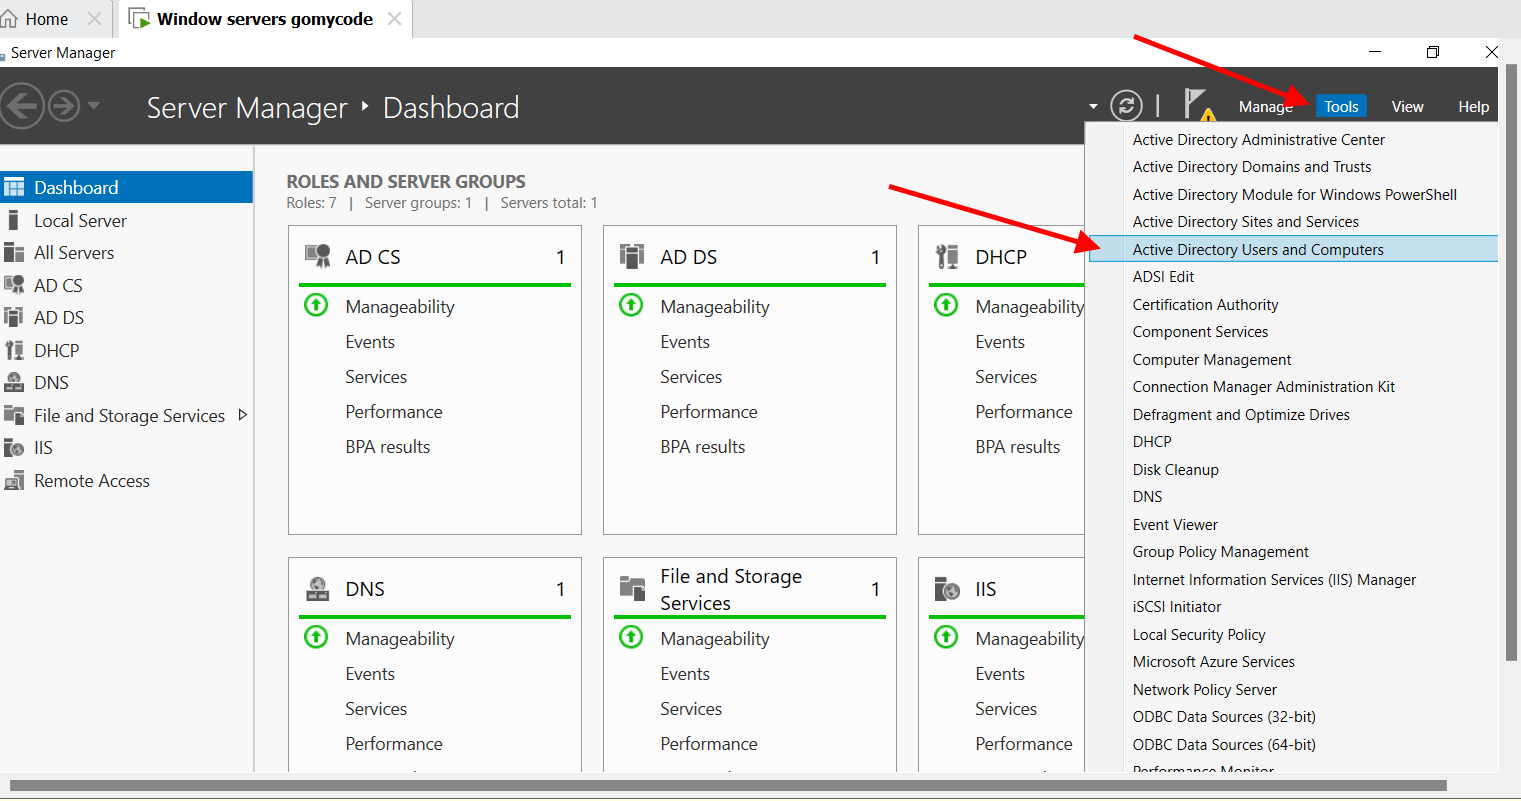 Home
Window servers gomycode
Server Manager
Server Manager Dashboard
Manage Tools View Help
Dashboard
Local Server
All Servers
AD CS
AD DS
DHCP
DNS
File and Storage Services
IIS
Remote Access
ROLES AND SERVER GROUPS
Roles: 7 | Server groups: 1 | Servers total: 1
AD CS 1
Manageability
Events
Services
Performance
BPA results
AD DS 1
Manageability
Events
Services
Performance
BPA results
DHCP
Manageability
Events
Services
Performance
BPA results
DNS 1
Manageability
Events
Services
Performance
File and Storage
Services 1
Manageability
Events
Services
Performance
IIS
Manageability
Events
Services
Performance
Active Directory Administrative Center
Active Directory Domains and Trusts
Active Directory Module for Windows PowerShell
Active Directory Sites and Services
Active Directory Users and Computers
ADSI Edit
Certification Authority
Component Services
Computer Management
Connection Manager Administration Kit
Defragment and Optimize Drives
DHCP
Disk Cleanup
DNS
Event Viewer
Group Policy Management
Internet Information Services (IIS) Manager
iSCSI Initiator
Local Security Policy
Microsoft Azure Services
Network Policy Server
ODBC Data Sources (32-bit)
ODBC Data Sources (64-bit)
Performance Monitor